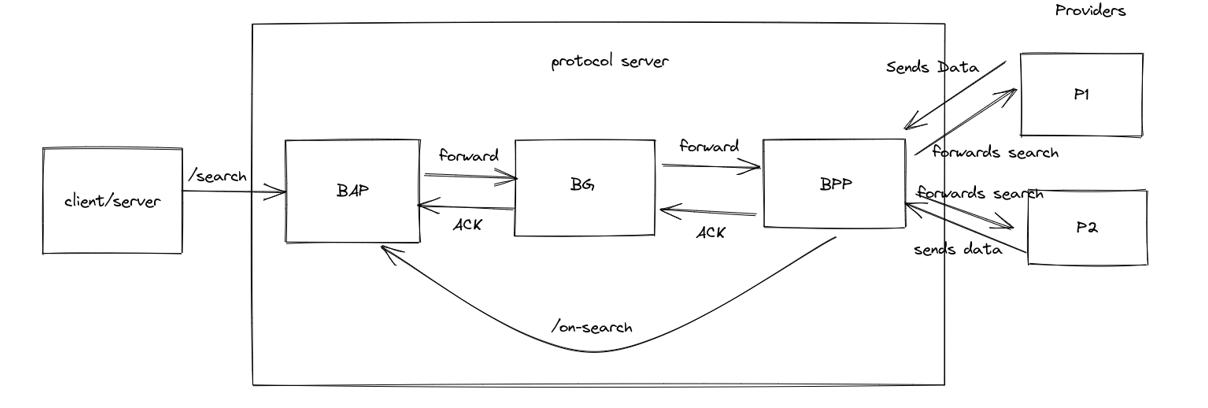 Providers
protocol server
Sends Data
P1
forward
forward
forwards search
/search
BAP
BG
BPP
client/server
forwards search
ACK
ACK
P2
sends data
/on-search